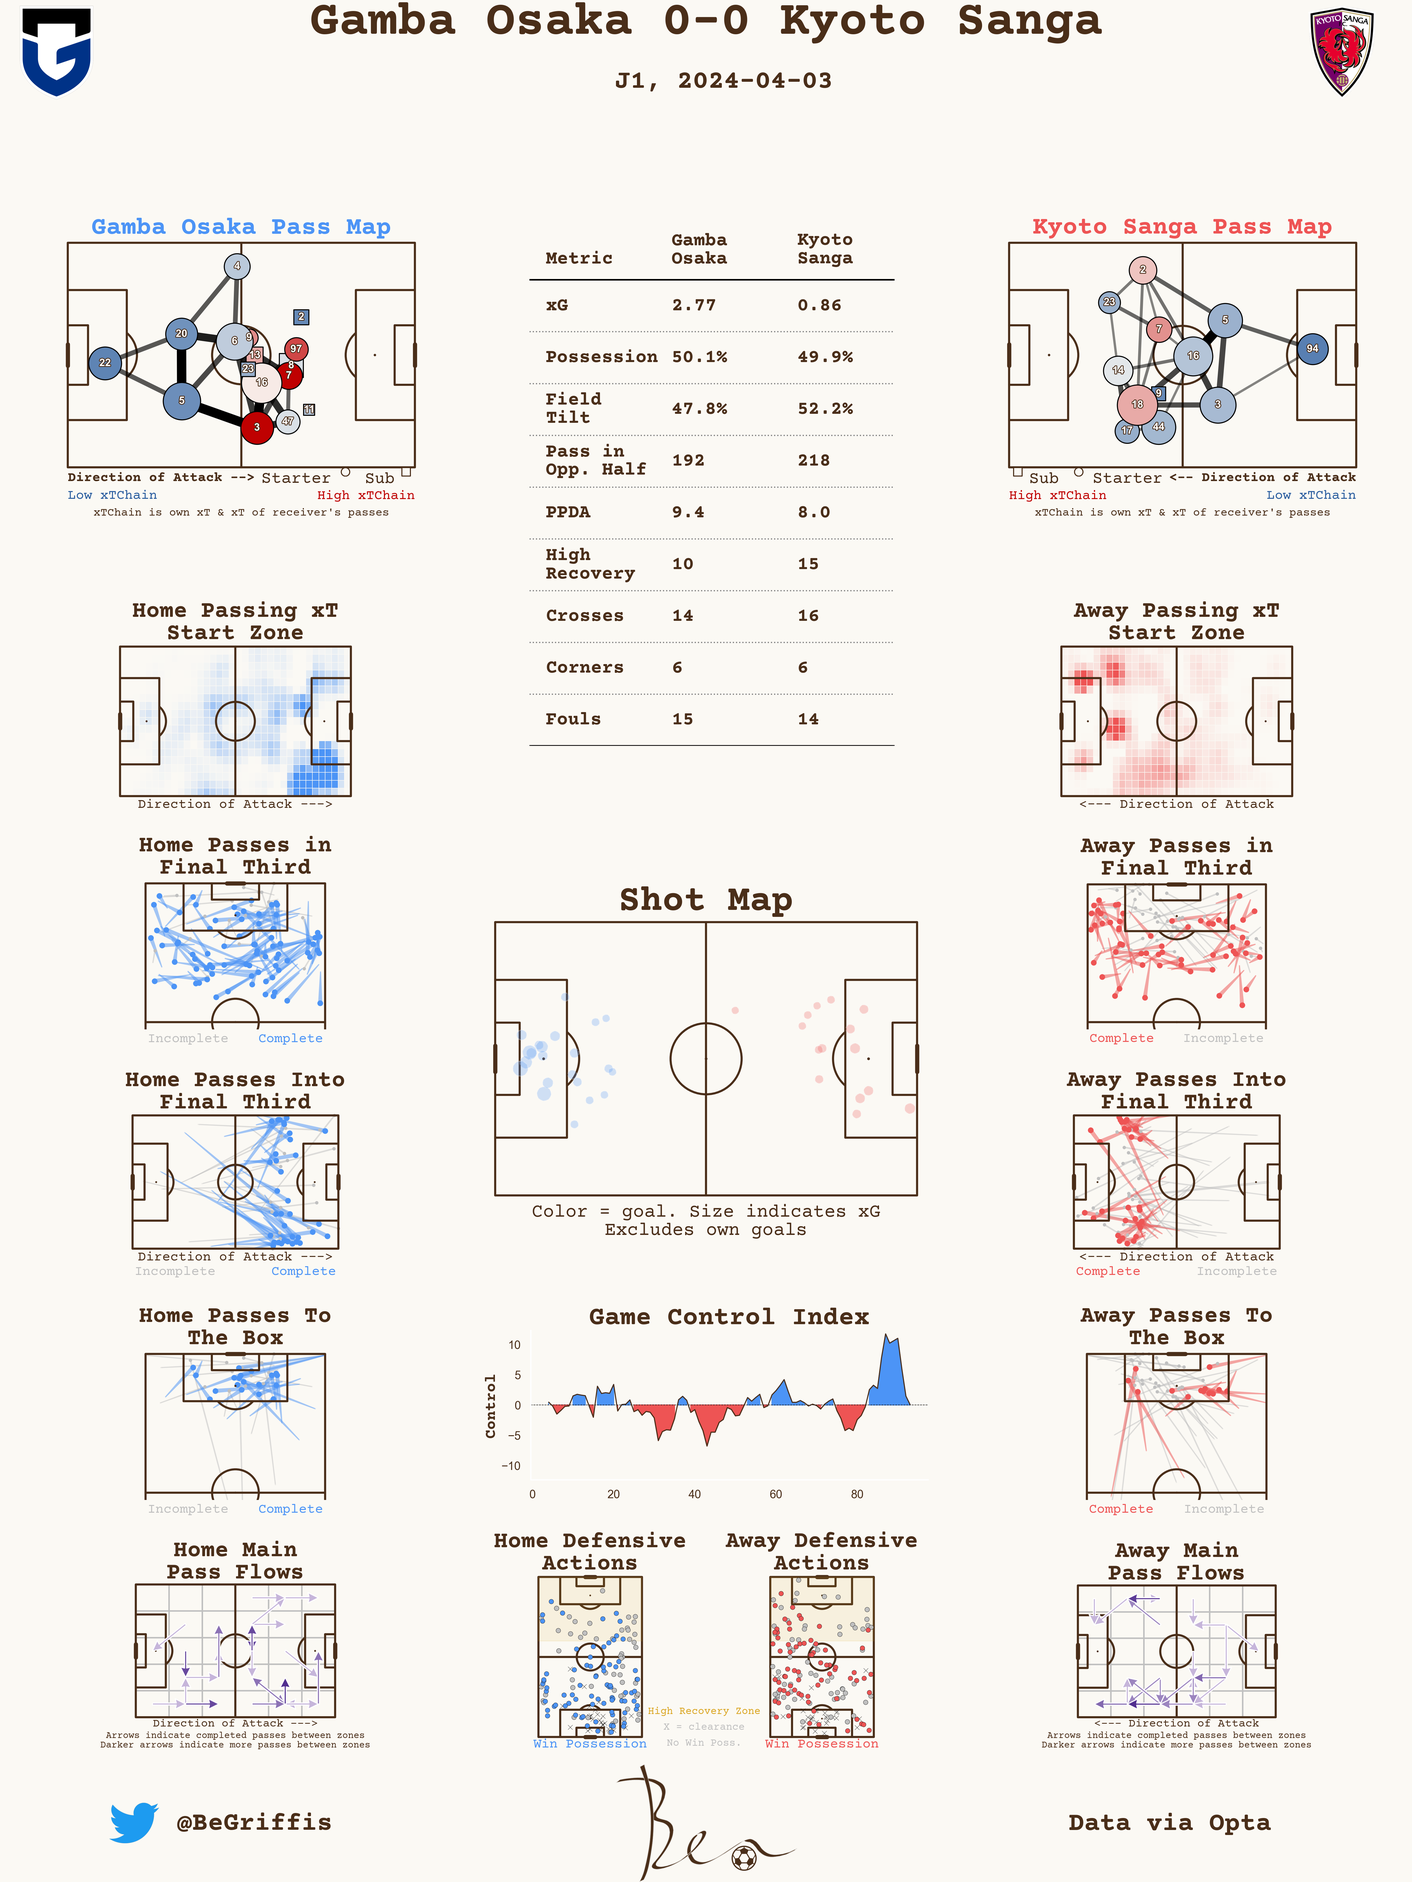 Gamba Osaka 0-0 Kyoto Sanga
J1, 2024-04-03
KYOTO SANGA
Gamba Osaka Pass Map
4
20
6
9
2
97
13
8
22
23
7
16
5
3
47
11
Direction of Attack --> Starter Sub
Low xTChain High xTChain
xTChain is own xT & xT of receiver's passes
Metric Gamba Osaka Kyoto Sanga
xG 2.77 0.86
Possession 50.1% 49.9%
Field Tilt 47.8% 52.2%
Pass in Opp. Half 192 218
PPDA 9.4 8.0
High Recovery 10 15
Crosses 14 16
Corners 6 6
Fouls 15 14
Kyoto Sanga Pass Map
2
23
7
5
94
16
14
9
18
3
17
44
Sub Starter <-- Direction of Attack
High xTChain Low xTChain
xTChain is own xT & xT of receiver's passes
Home Passing xT
Start Zone
Direction of Attack --->
Away Passing xT
Start Zone
<--- Direction of Attack
Home Passes in
Final Third
Incomplete Complete
Away Passes in
Final Third
Complete Incomplete
Shot Map
Color = goal. Size indicates xG
Excludes own goals
Home Passes Into
Final Third
Direction of Attack --->
Incomplete Complete
Away Passes Into
Final Third
<--- Direction of Attack
Complete Incomplete
Home Passes To
The Box
Incomplete Complete
Game Control Index
Control
10
5
0
−5
−10
0 20 40 60 80
Away Passes To
The Box
Complete Incomplete
Home Main
Pass Flows
Direction of Attack --->
Arrows indicate completed passes between zones
Darker arrows indicate more passes between zones
Home Defensive
Actions
Win Possession
High Recovery Zone
X = clearance
No Win Poss.
Away Defensive
Actions
Win Possession
Away Main
Pass Flows
<--- Direction of Attack
Arrows indicate completed passes between zones
Darker arrows indicate more passes between zones
@BeGriffis
Ben
Data via Opta